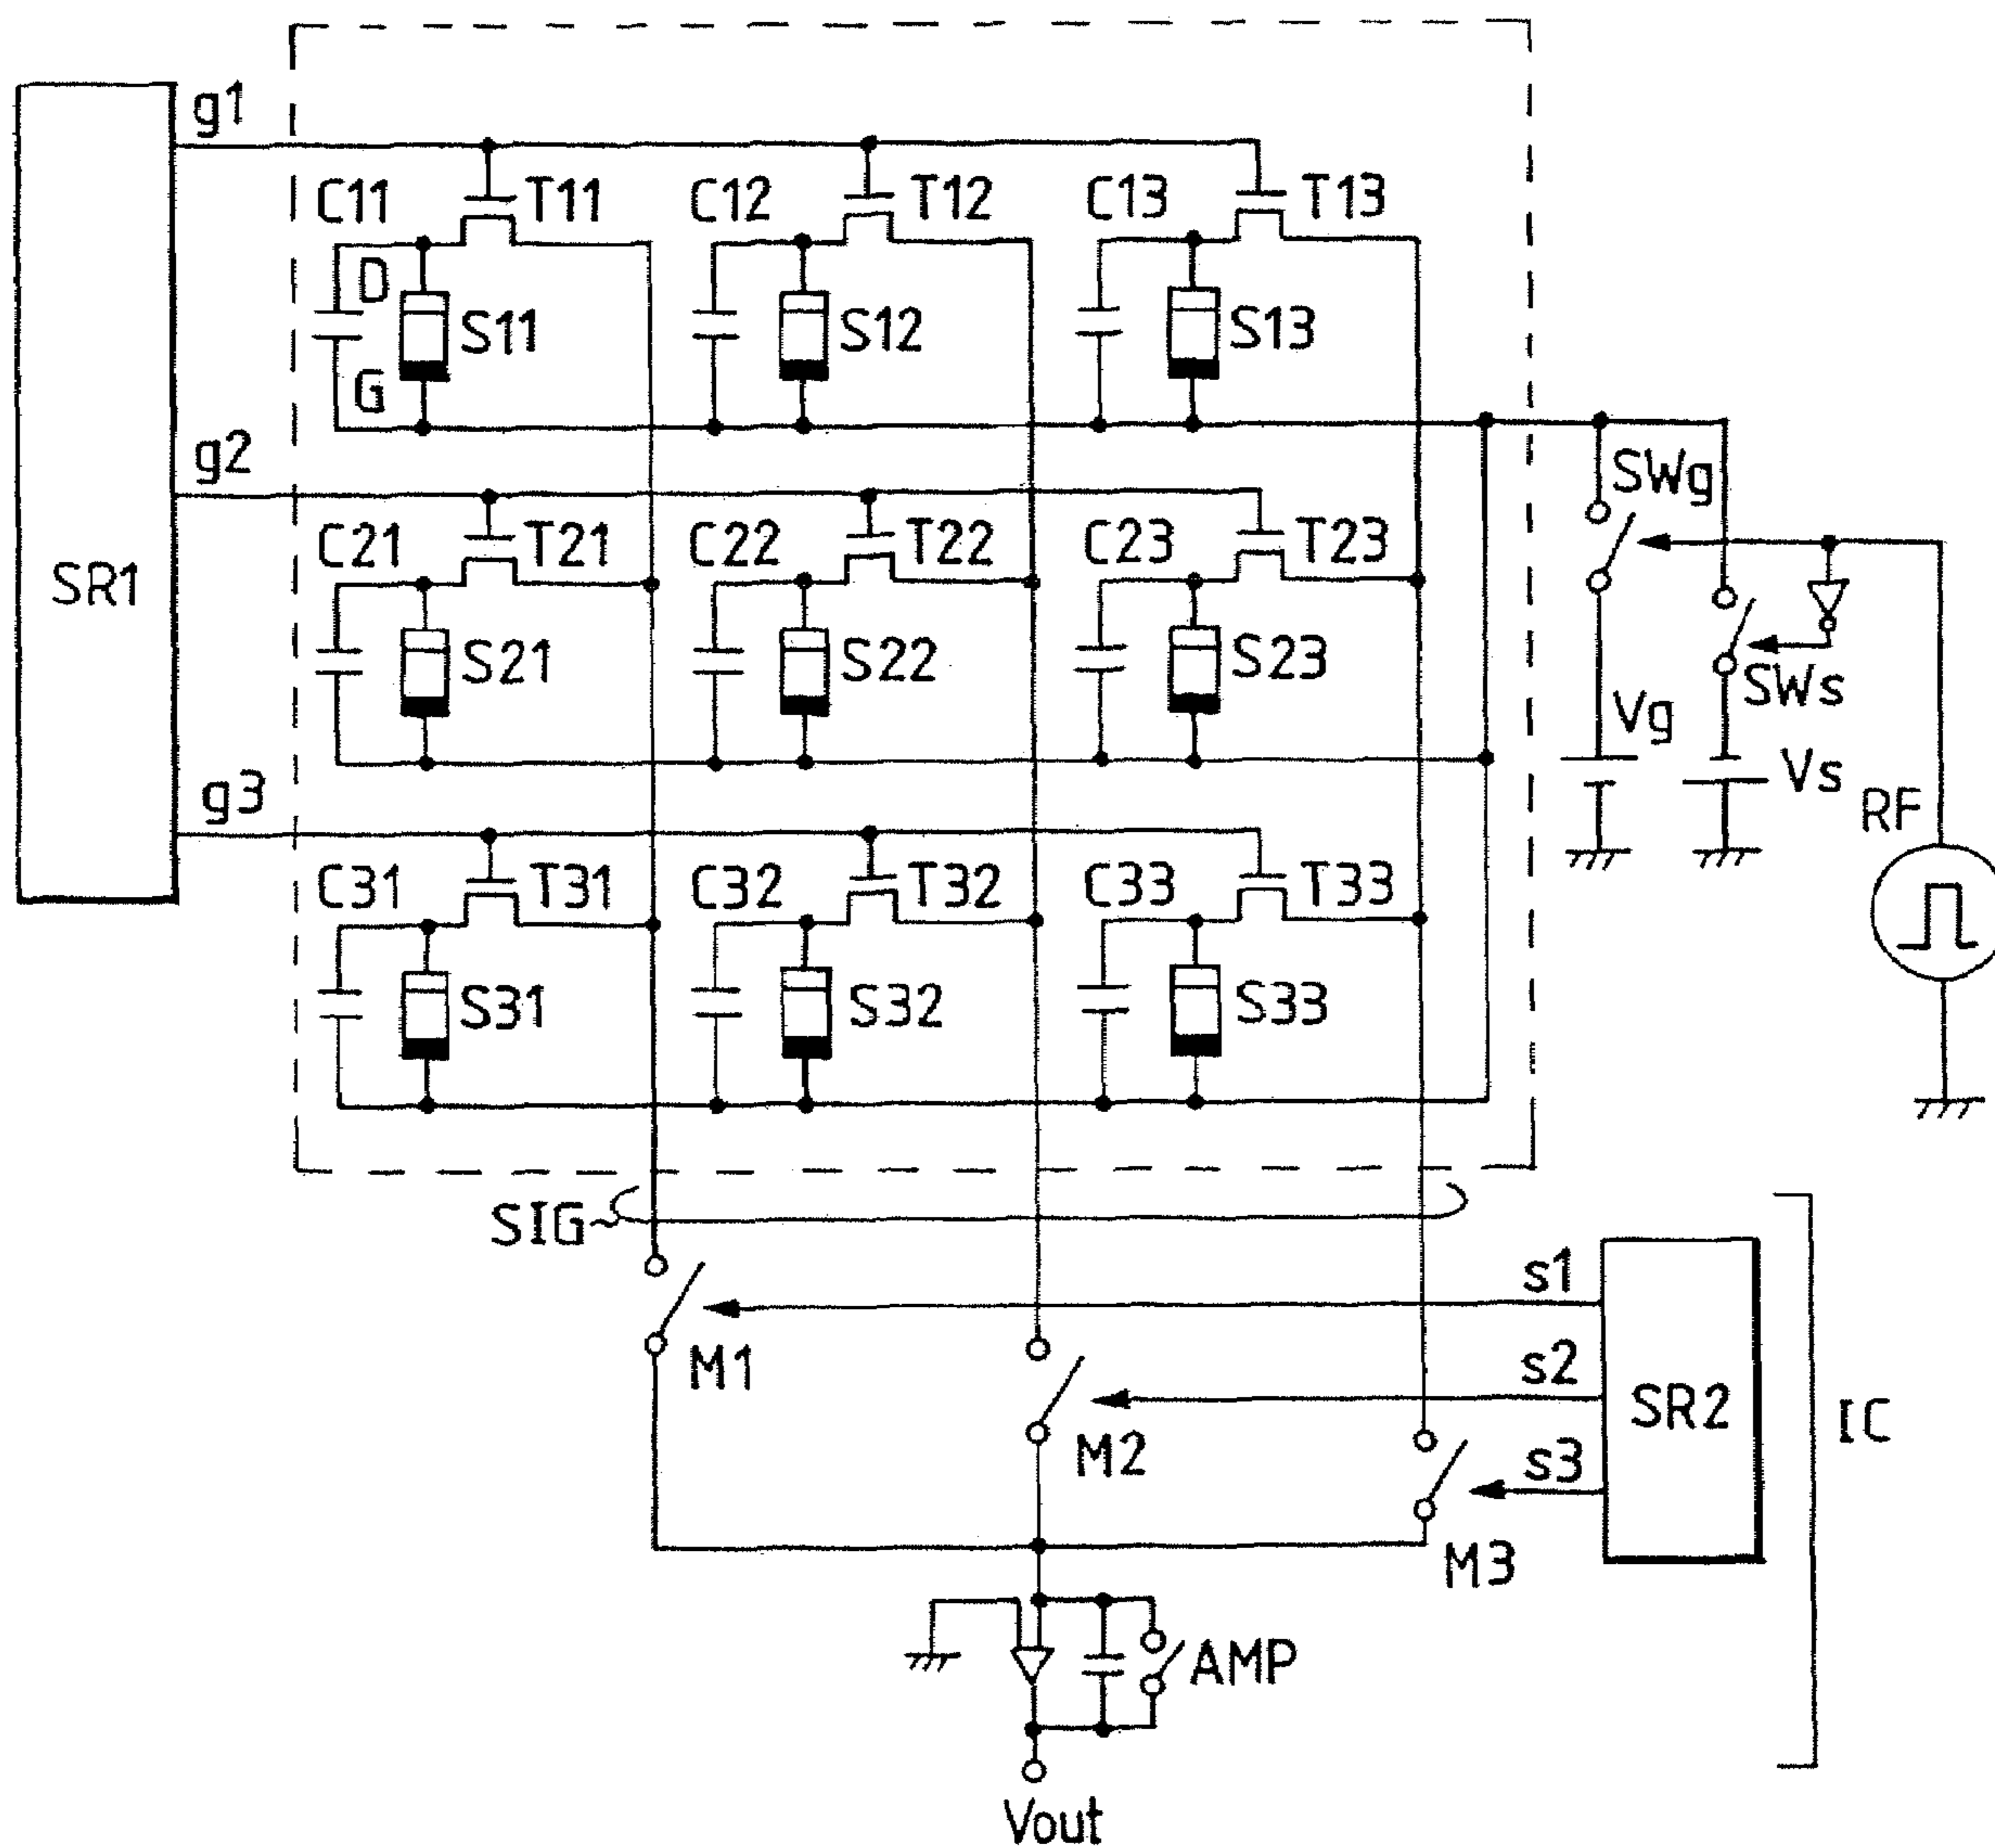 g1
C11 T11 C12 T12 C13 T13
D
S11 S12 S13
G
g2
SWg
C21 T21 C22 T22 C23 T23
SR1
S21 S22 S23
SWs
Vg
Vs
g3
RF
C31 T31 C32 T32 C33 T33
S31 S32 S33
SIG
s1
M1
s2
SR2
IC
M2
s3
M3
AMP
Vout